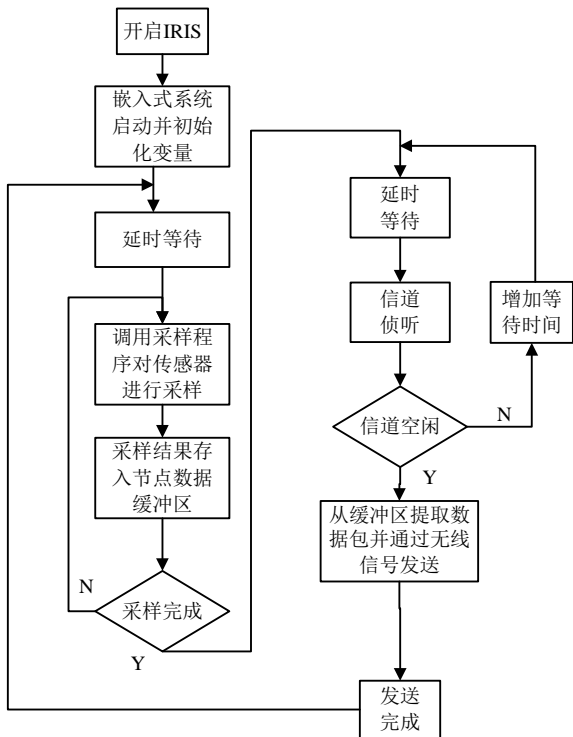 开启IRIS
嵌入式系统
启动并初始
化变量
延时等待
调用采样程
序对传感器
进行采样
采样结果存
入节点数据
缓冲区
N
采样完成
Y
延时
等待
信道
侦听
增加等
待时间
信道空闲
N
Y
从缓冲区提取数
据包并通过无线
信号发送
发送
完成